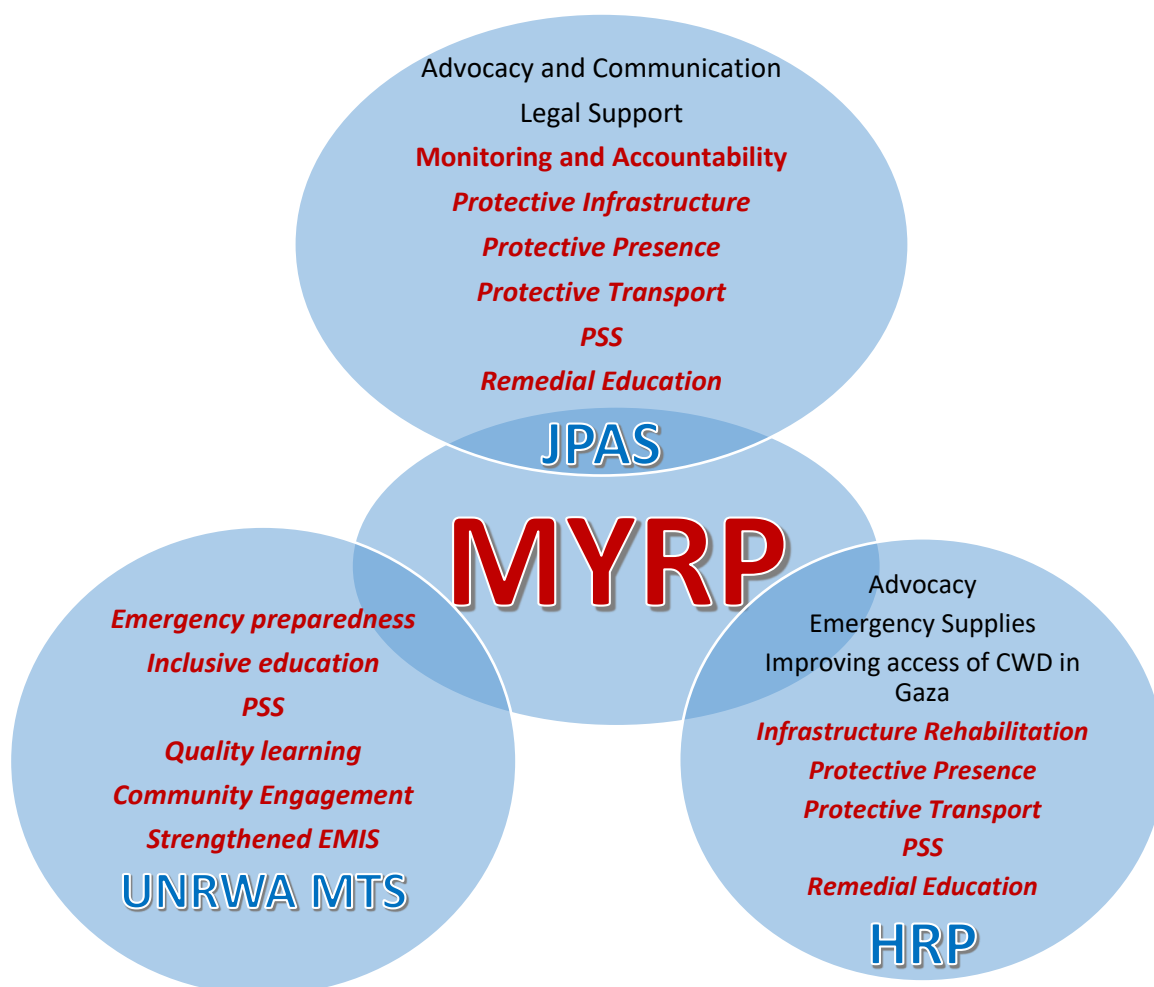 Advocacy and Communication
Legal Support
Monitoring and Accountability
Protective Infrastructure
Protective Presence
Protective Transport
PSS
Remedial Education
JPAS
MYRP
Emergency preparedness
Inclusive education
PSS
Quality learning
Community Engagement
Strengthened EMIS
UNRWA MTS
Advocacy
Emergency Supplies
Improving access of CWD in
Gaza
Infrastructure Rehabilitation
Protective Presence
Protective Transport
PSS
Remedial Education
HRP